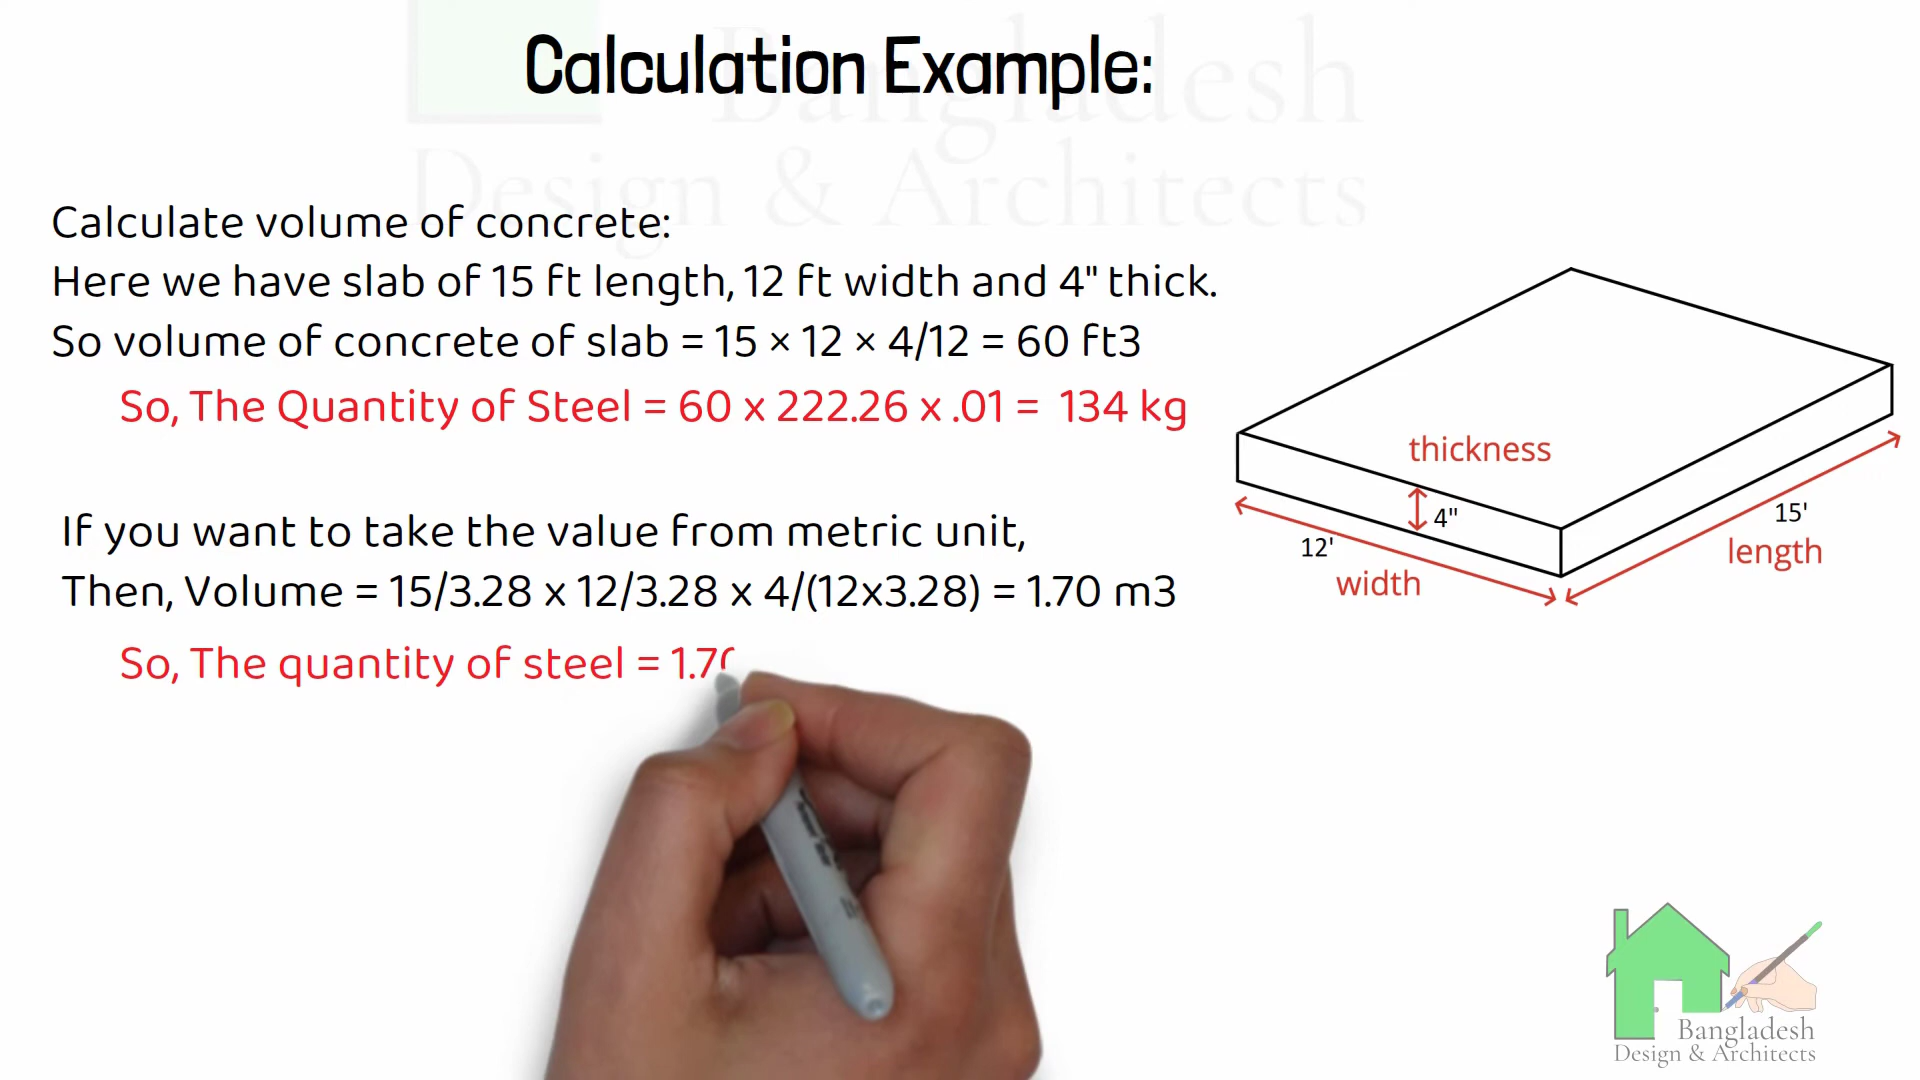 Calculation Example:
Bangladesh
Design & Architects
Calculate volume of concrete:
Here we have slab of 15 ft length, 12 ft width and 4" thick.
So volume of concrete of slab = 15 × 12 × 4/12 = 60 ft3
So, The Quantity of Steel = 60 x 222.26 x .01 = 134 kg
If you want to take the value from metric unit,
Then, Volume = 15/3.28 x 12/3.28 x 4/(12x3.28) = 1.70 m3
So, The quantity of steel = 1.7
thickness
4"
12'
width
15'
length
Bangladesh
Design & Architects